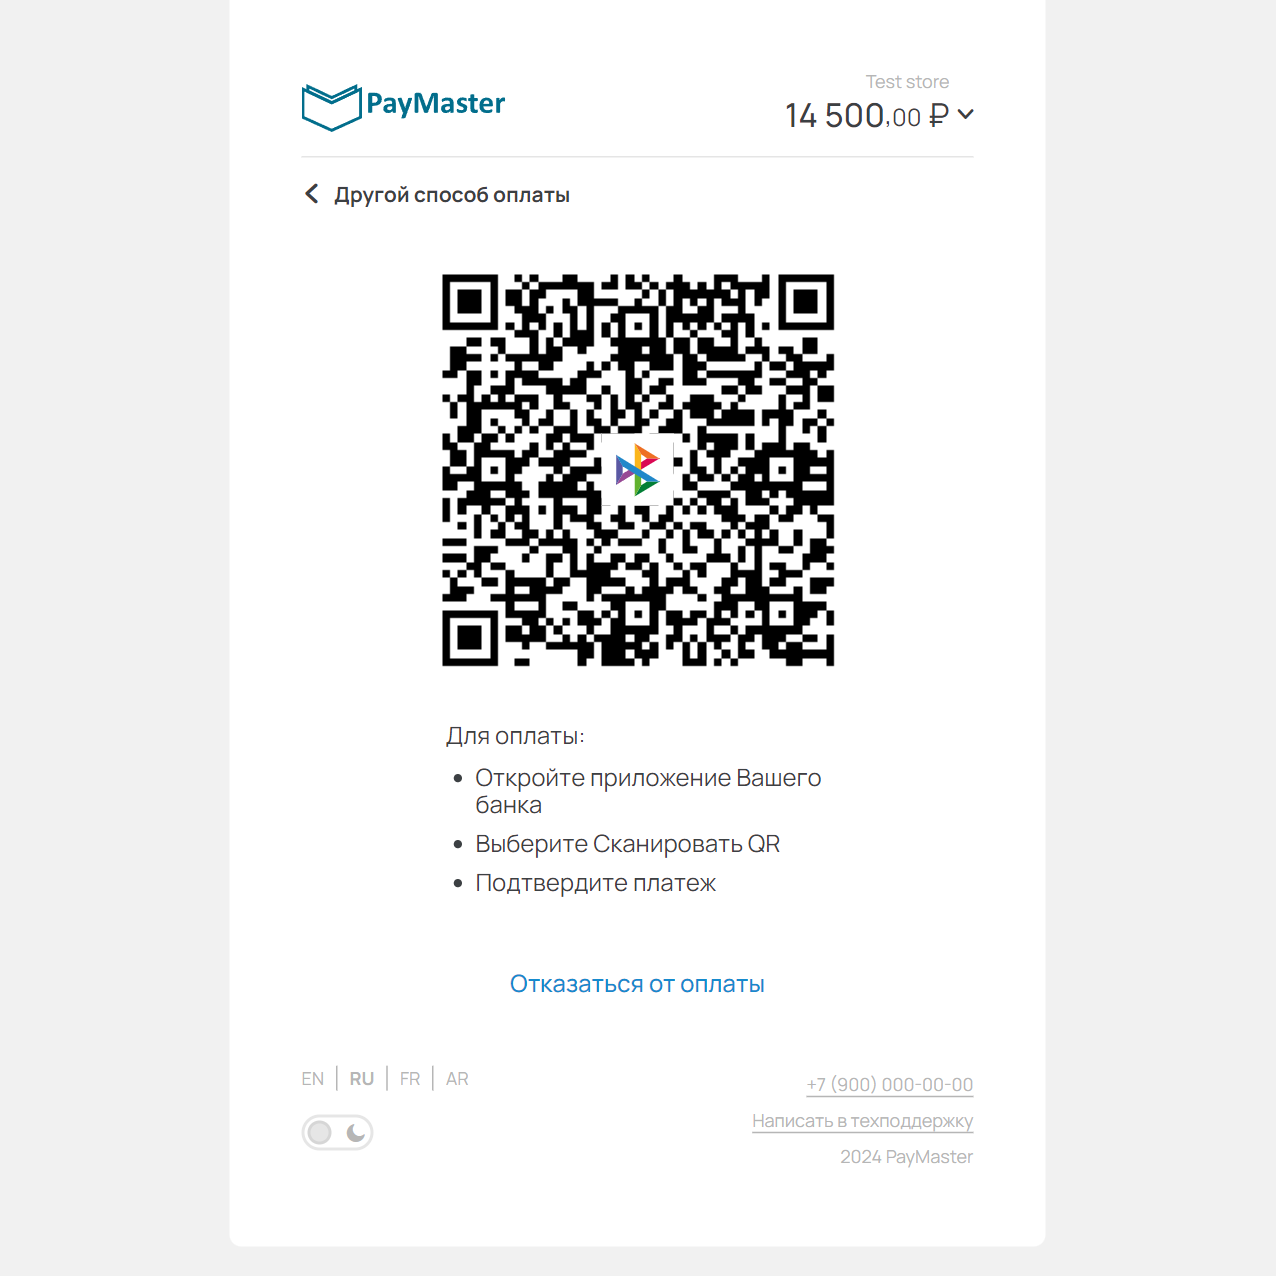 PayMaster
Test store
14 500,00 ₽
Другой способ оплаты
Для оплаты:
• Откройте приложение Вашего
банка
• Выберите Сканировать QR
• Подтвердите платеж
Отказаться от оплаты
EN | RU | FR | AR
+7 (900) 000-00-00
Написать в техподдержку
2024 PayMaster